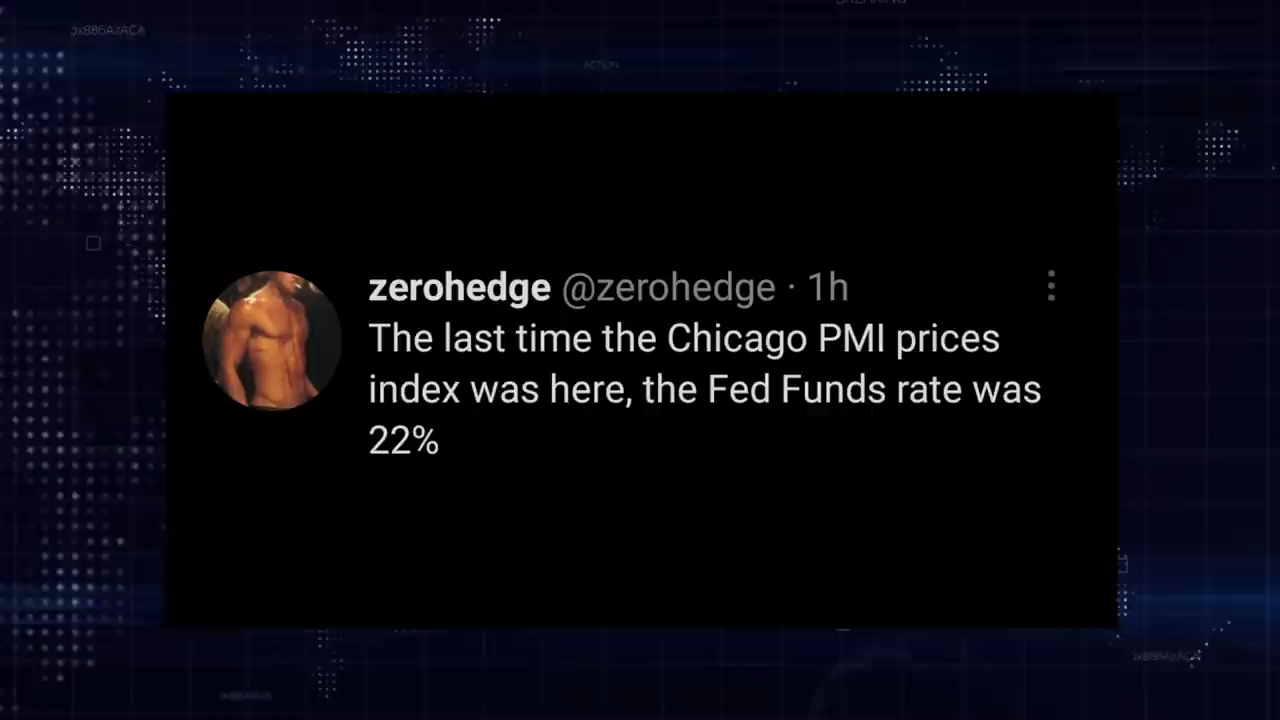 ACTION
zerohedge @zerohedge · 1h
The last time the Chicago PMI prices
index was here, the Fed Funds rate was
22%